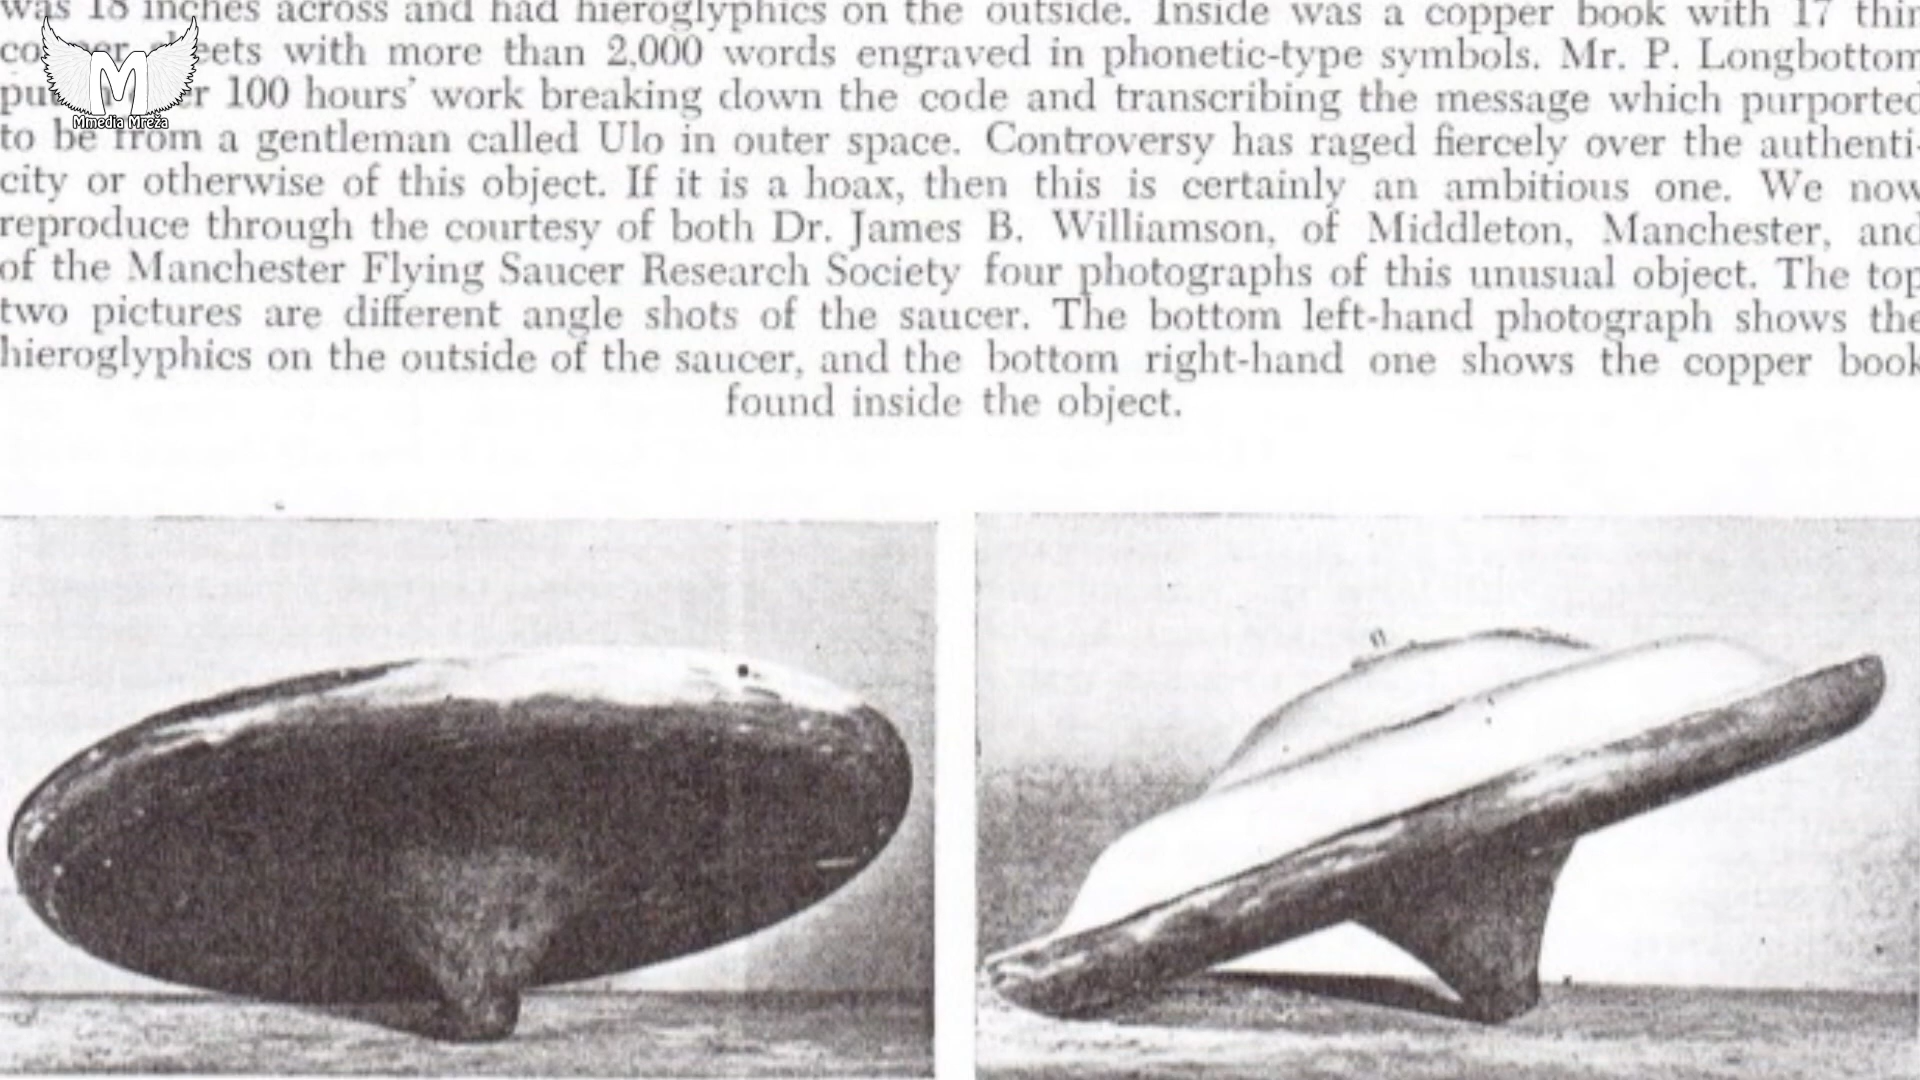 was 18 inches across and had hieroglyphics on the outside. Inside was a copper book with 17 thin
sheets with more than 2,000 words engraved in phonetic-type symbols. Mr. P. Longbottom
100 hours' work breaking down the code and transcribing the message which purported
to be from a gentleman called Ulo in outer space. Controversy has raged fiercely over the authenti-
city or otherwise of this object. If it is a hoax, then this is certainly an ambitious one. We now
reproduce through the courtesy of both Dr. James B. Williamson, of Middleton, Manchester, and
of the Manchester Flying Saucer Research Society four photographs of this unusual object. The top
two pictures are different angle shots of the saucer. The bottom left-hand photograph shows the
hieroglyphics on the outside of the saucer, and the bottom right-hand one shows the copper book
found inside the object.
M
Mmedia Mreža